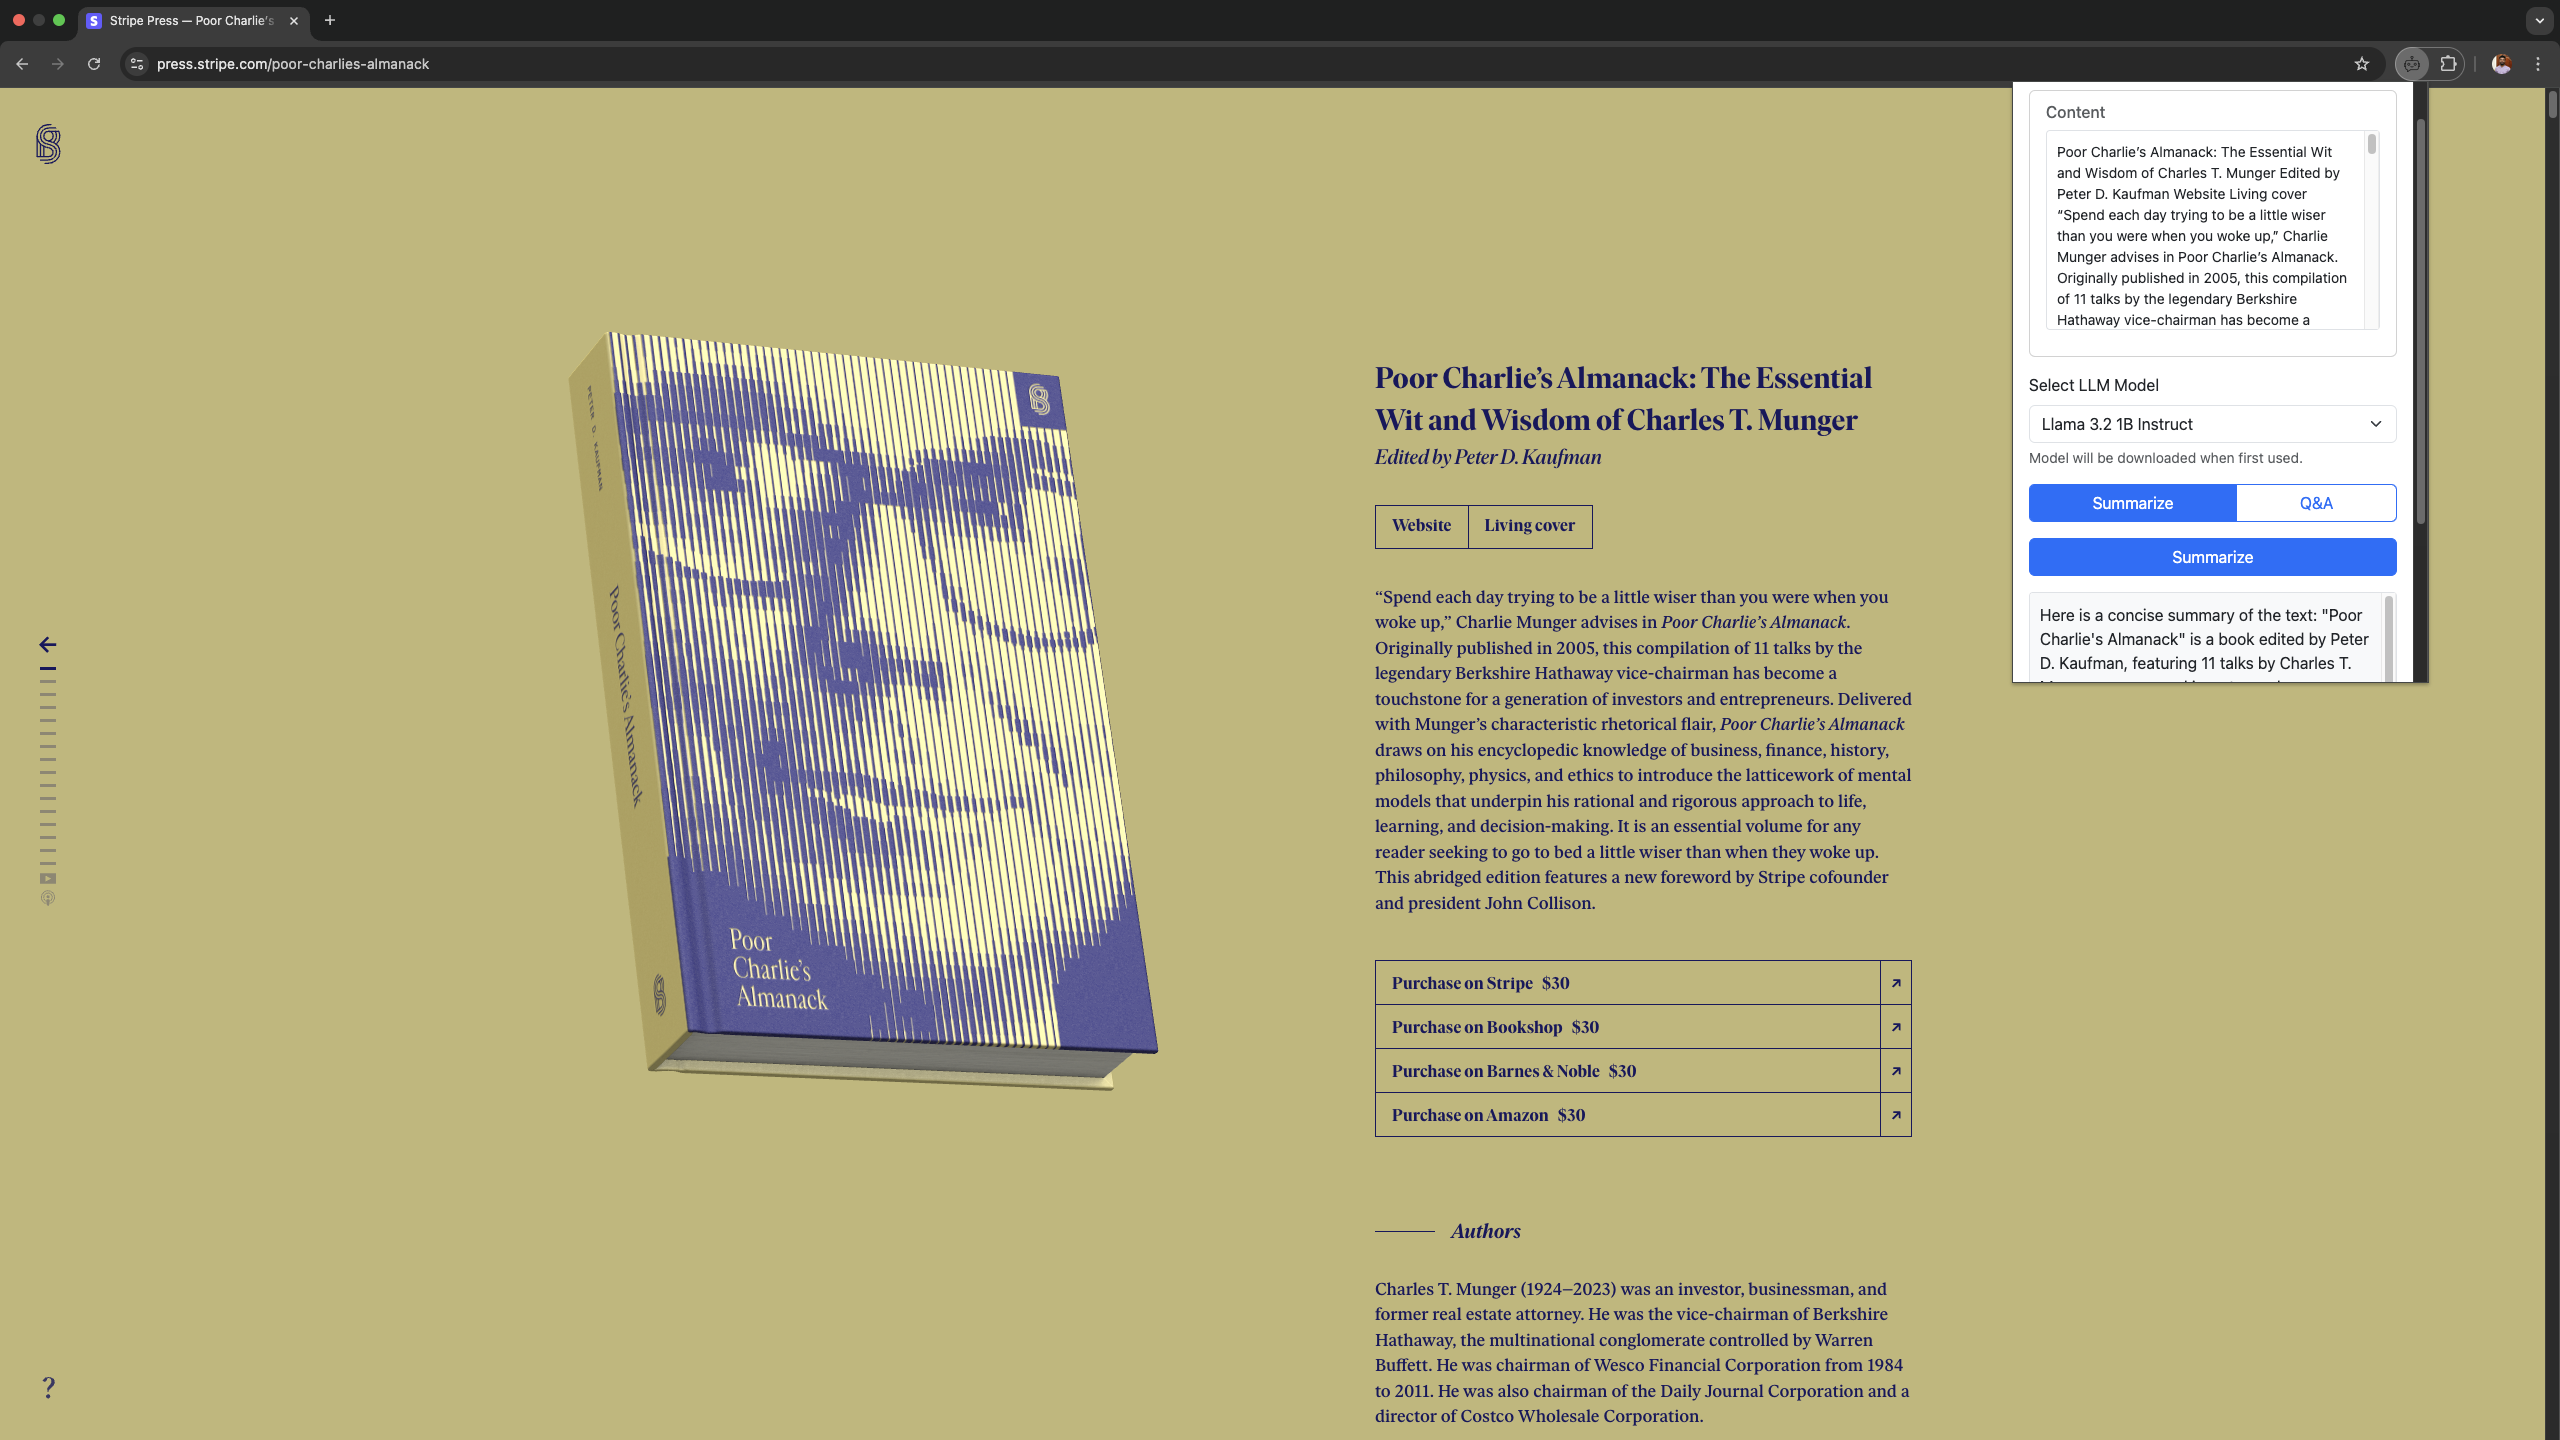 Stripe Press — Poor Charlie's
press.stripe.com/poor-charlies-almanack
PETER D. KAUFMAN
Poor Charlie's Almanack
Poor
Charlie's
Almanack
Poor Charlie's Almanack: The Essential
Wit and Wisdom of Charles T. Munger
Edited by Peter D. Kaufman
Website
Living cover
“Spend each day trying to be a little wiser than you were when you
woke up,” Charlie Munger advises in Poor Charlie’s Almanack.
Originally published in 2005, this compilation of 11 talks by the
legendary Berkshire Hathaway vice-chairman has become a
touchstone for a generation of investors and entrepreneurs. Delivered
with Munger’s characteristic rhetorical flair, Poor Charlie’s Almanack
draws on his encyclopedic knowledge of business, finance, history,
philosophy, physics, and ethics to introduce the latticework of mental
models that underpin his rational and rigorous approach to life,
learning, and decision-making. It is an essential volume for any
reader seeking to go to bed a little wiser than when they woke up.
This abridged edition features a new foreword by Stripe cofounder
and president John Collison.
Purchase on Stripe $30
Purchase on Bookshop $30
Purchase on Barnes & Noble $30
Purchase on Amazon $30
Authors
Charles T. Munger (1924–2023) was an investor, businessman, and
former real estate attorney. He was the vice-chairman of Berkshire
Hathaway, the multinational conglomerate controlled by Warren
Buffett. He was chairman of Wesco Financial Corporation from 1984
to 2011. He was also chairman of the Daily Journal Corporation and a
director of Costco Wholesale Corporation.
?
Content
Poor Charlie’s Almanack: The Essential Wit
and Wisdom of Charles T. Munger Edited by
Peter D. Kaufman Website Living cover
“Spend each day trying to be a little wiser
than you were when you woke up,” Charlie
Munger advises in Poor Charlie’s Almanack.
Originally published in 2005, this compilation
of 11 talks by the legendary Berkshire
Hathaway vice-chairman has become a
Select LLM Model
Llama 3.2 1B Instruct
Model will be downloaded when first used.
Summarize
Q&A
Summarize
Here is a concise summary of the text: "Poor
Charlie's Almanack" is a book edited by Peter
D. Kaufman, featuring 11 talks by Charles T.